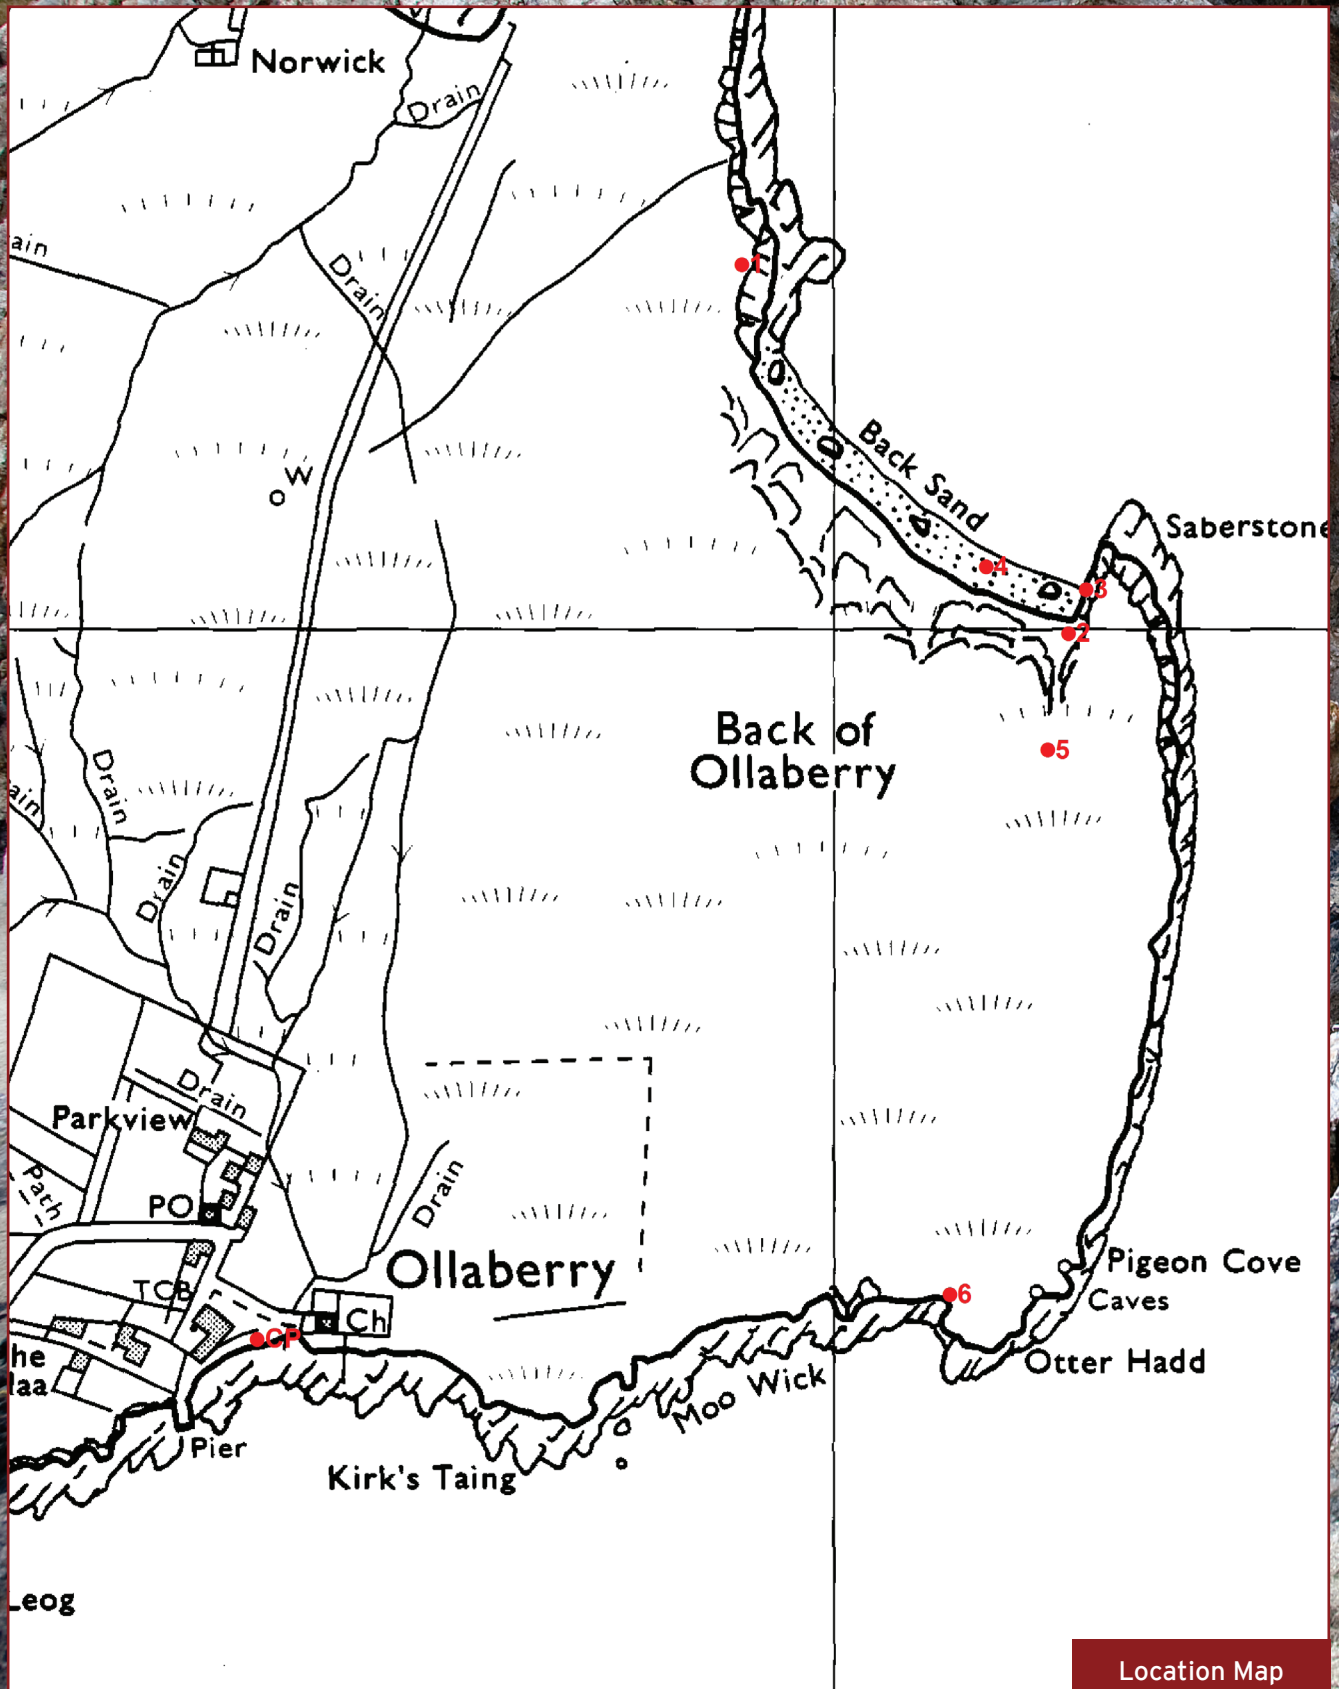 Norwick
Drain
ain
Drain
1
W
Back Sand
Saberstone
4
3
2
Back of
Ollaberry
5
Drain
ain
Drain
Drain
Drain
Parkview
Path
PO
Drain
Ollaberry
TCB
Ch
CP
6
Pigeon Cove
Caves
Otter Hadd
he
laa
Moo Wick
Pier
Kirk's Taing
Leog
Location Map